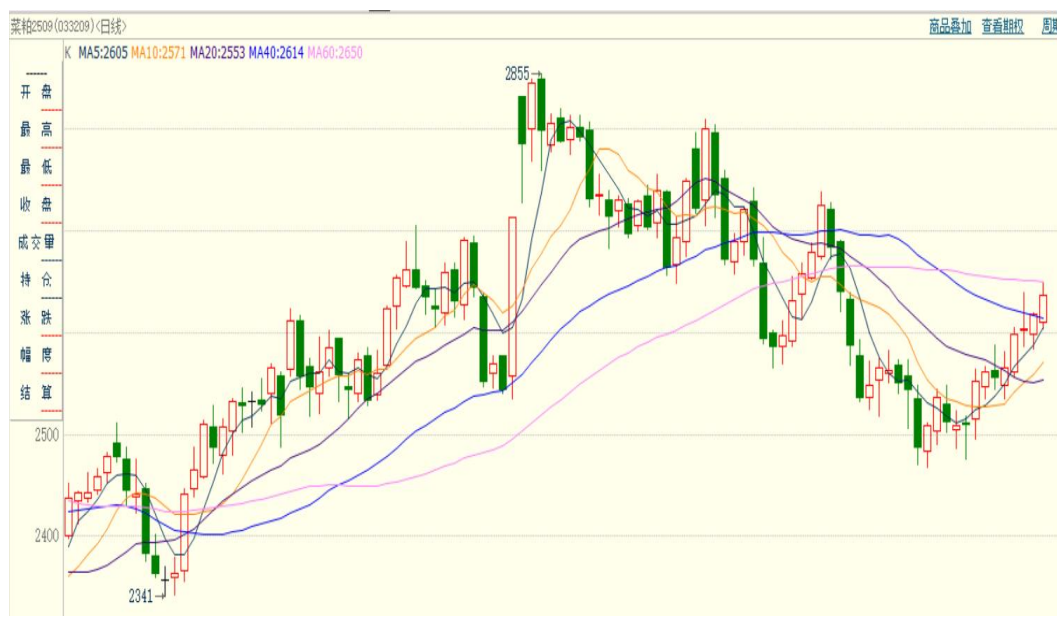 菜粕2509(033209)<日线>
商品叠加 查看期权 周期
K MA5:2605 MA10:2571 MA20:2553 MA40:2614 MA60:2650
2855
开 盘
最 高
最 低
收 盘
成交量
持 仓
涨 跌
幅 度
结 算
2500
2400
2341